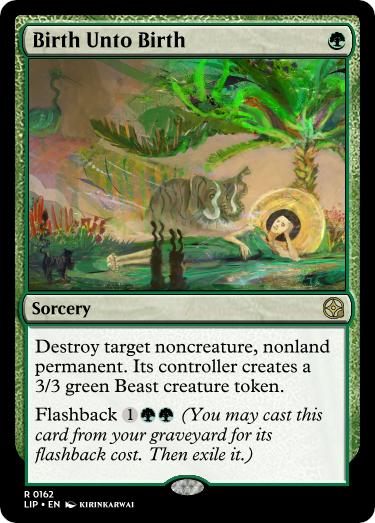 Birth Unto Birth
Sorcery
Destroy target noncreature, nonland
permanent. Its controller creates a
3/3 green Beast creature token.
Flashback 1 (You may cast this
card from your graveyard for its
flashback cost. Then exile it.)
R 0162
LIP • EN KIRINKARWAI